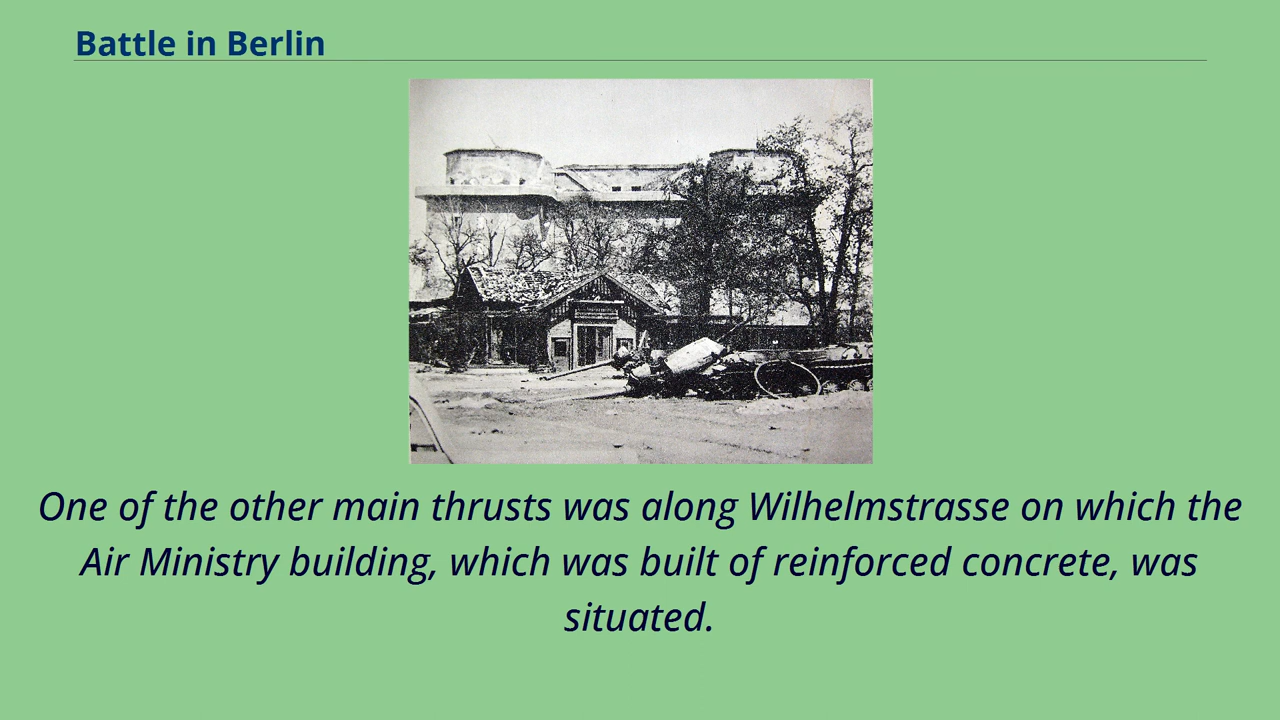 Battle in Berlin
One of the other main thrusts was along Wilhelmstrasse on which the
Air Ministry building, which was built of reinforced concrete, was
situated.